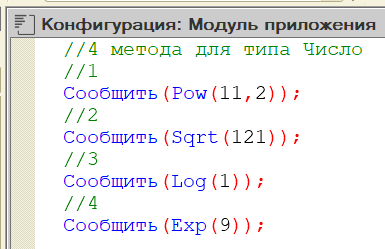 Конфигурация: Модуль приложения
//4 метода для типа Число
//1
Сообщить(Pow(11,2));
//2
Сообщить(Sqrt(121));
//3
Сообщить(Log(1));
//4
Сообщить(Exp(9));